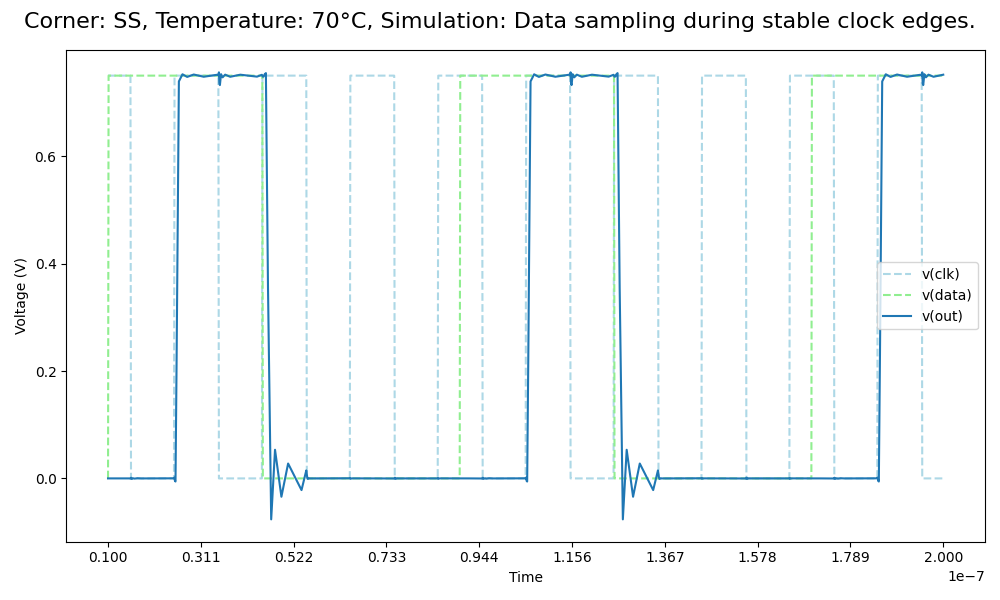 Corner: SS, Temperature: 70°C, Simulation: Data sampling during stable clock edges.
Voltage (V)
0.6
0.4
0.2
0.0
v(clk)
v(data)
v(out)
0.100 0.311 0.522 0.733 0.944 1.156 1.367 1.578 1.789 2.000
Time
1e−7